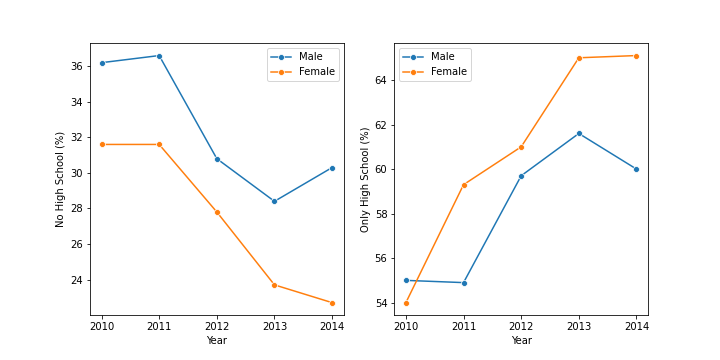 No High School (%)
36
34
32
30
28
26
24
Male
Female
2010 2011 2012 2013 2014
Year
Only High School (%)
64
62
60
58
56
54
Male
Female
2010 2011 2012 2013 2014
Year